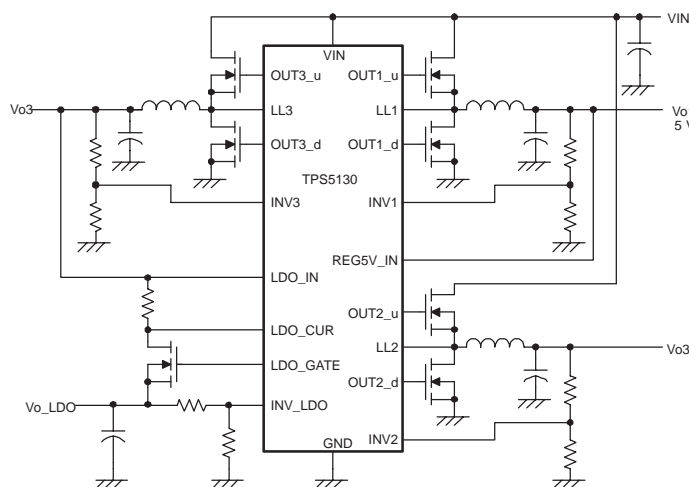 VIN
VIN
OUT3_u
OUT1_u
Vo3
LL3
LL1
Vo
5 V
OUT3_d
OUT1_d
TPS5130
INV3
INV1
REG5V_IN
LDO_IN
OUT2_u
LDO_CUR
LL2
Vo3
LDO_GATE
OUT2_d
Vo_LDO
INV_LDO
GND
INV2